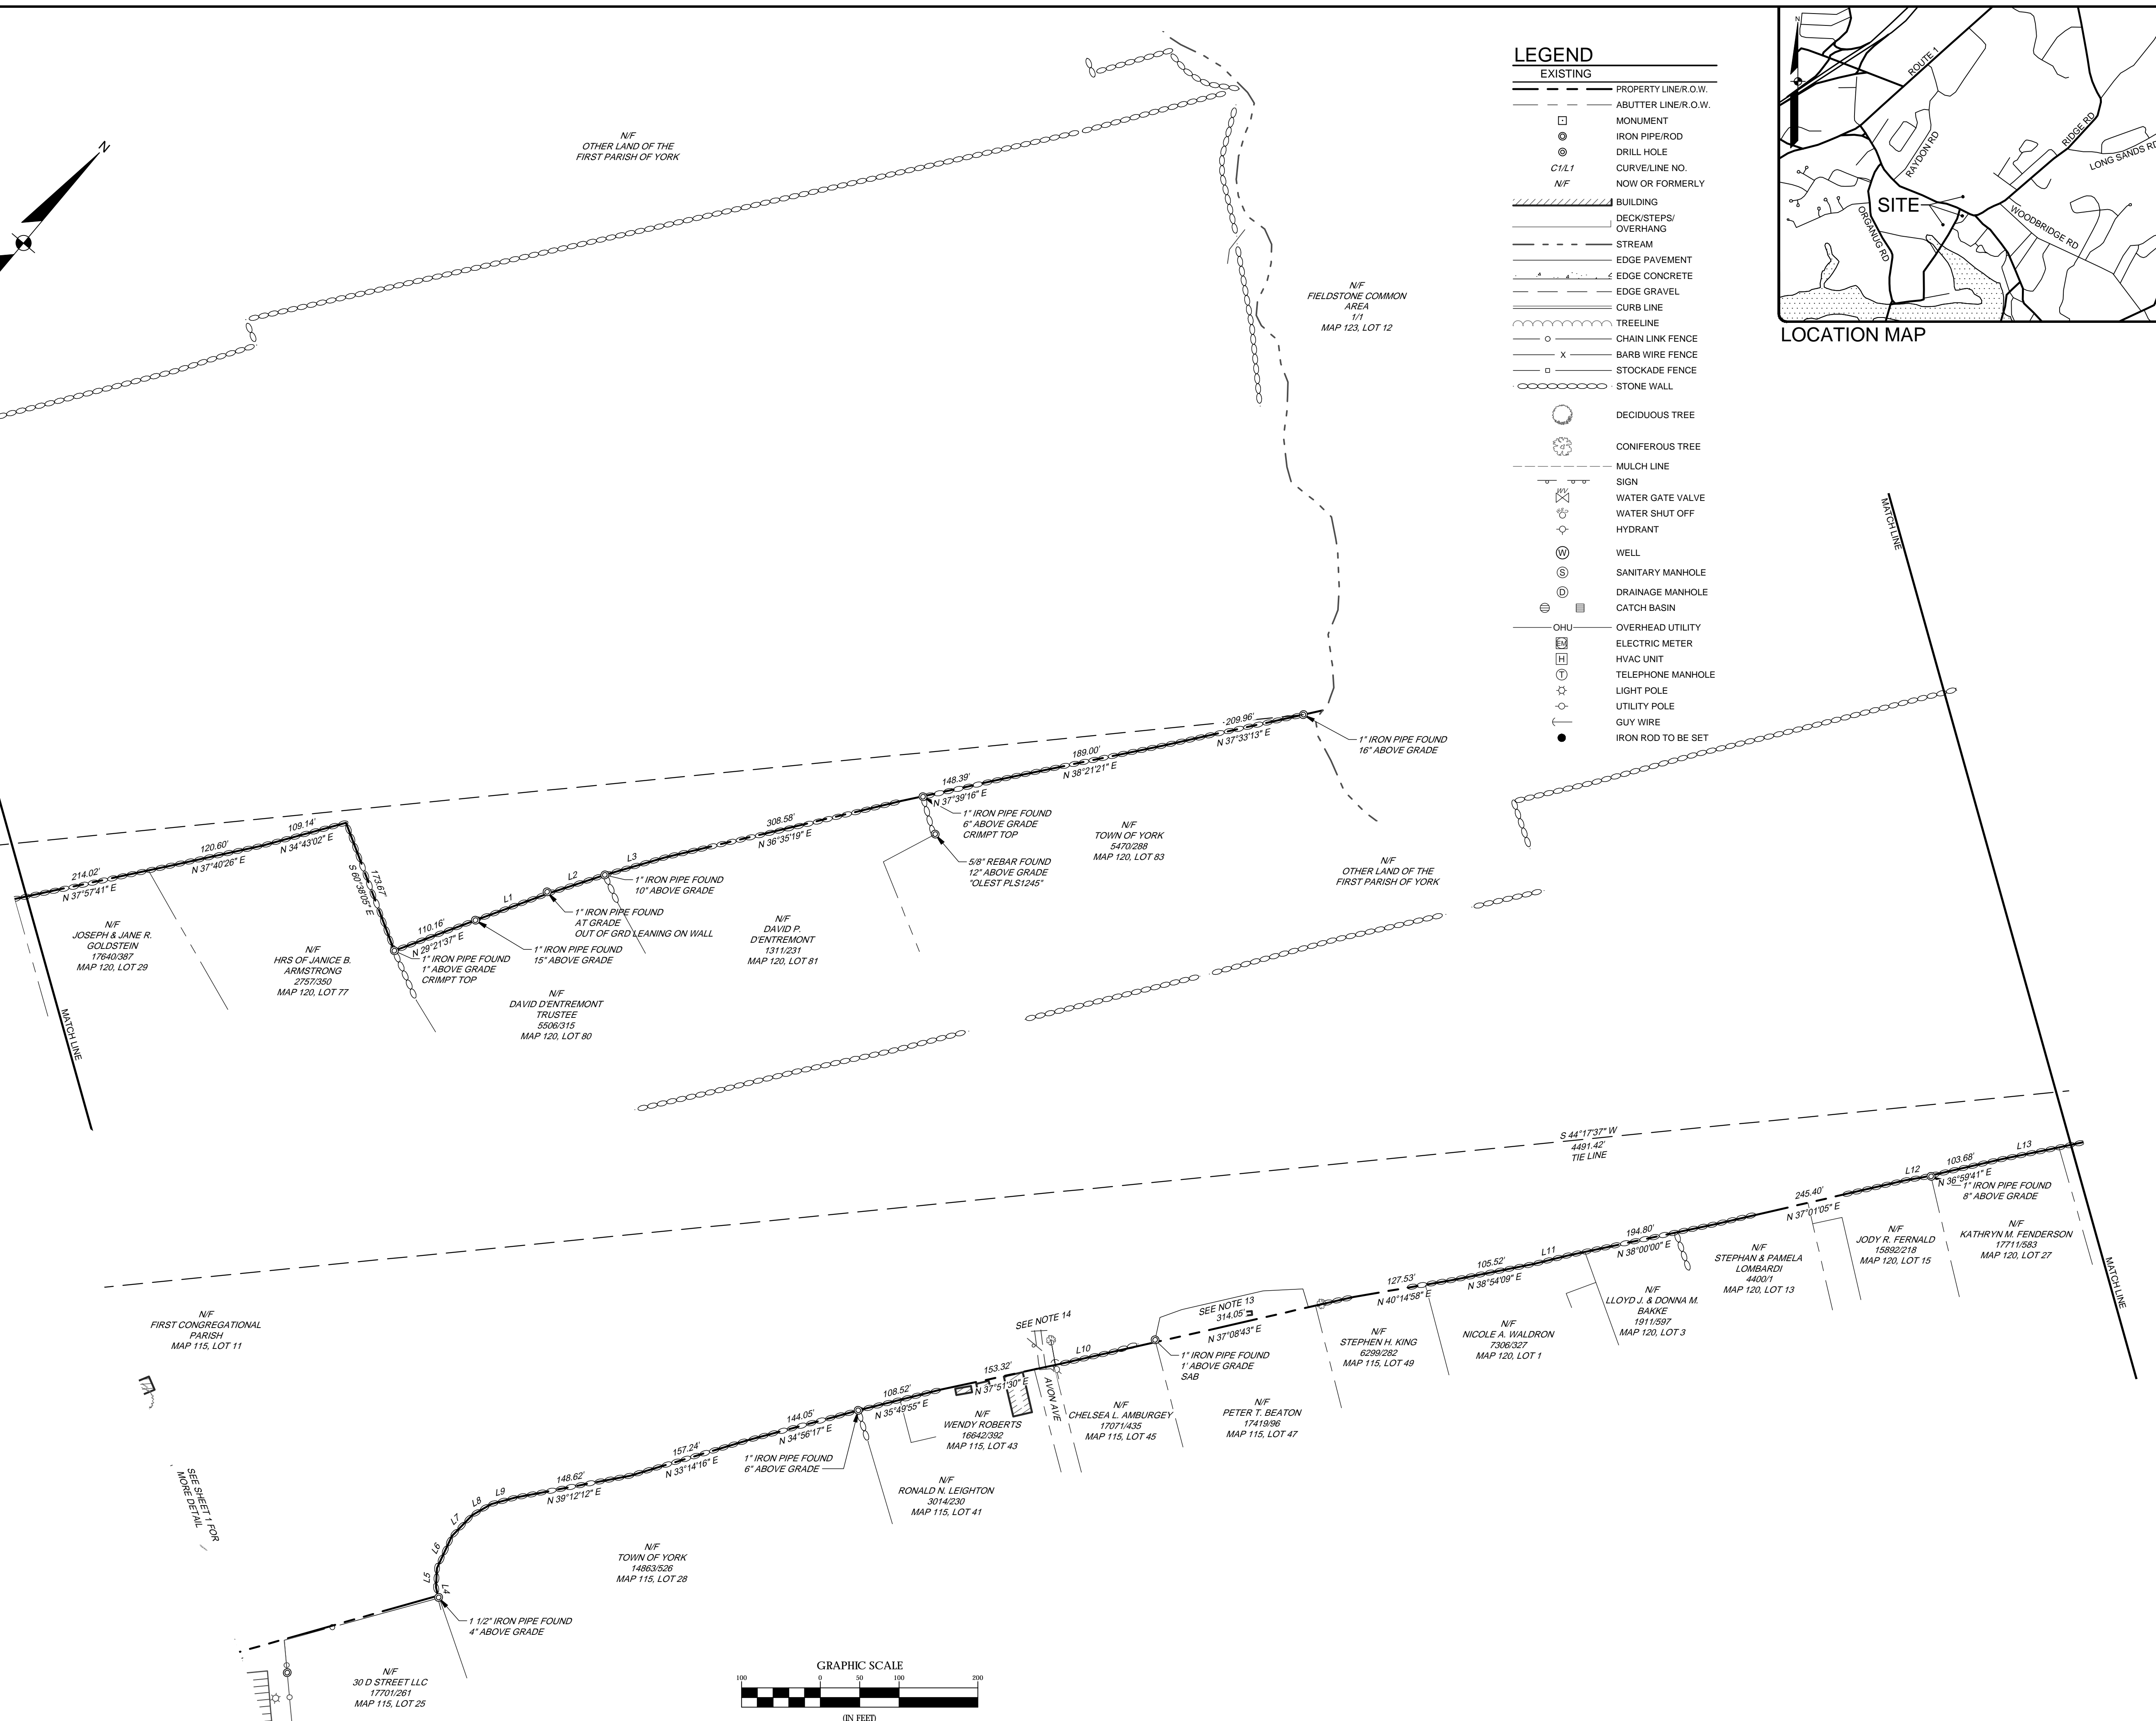 N
N/F
OTHER LAND OF THE
FIRST PARISH OF YORK
N/F
FIELDSTONE COMMON
AREA
1/1
MAP 123, LOT 12
LEGEND
EXISTING
PROPERTY LINE/R.O.W.
ABUTTER LINE/R.O.W.
MONUMENT
IRON PIPE/ROD
DRILL HOLE
C1/L1 CURVE/LINE NO.
N/F NOW OR FORMERLY
BUILDING
DECK/STEPS/
OVERHANG
STREAM
EDGE PAVEMENT
EDGE CONCRETE
EDGE GRAVEL
CURB LINE
TREELINE
CHAIN LINK FENCE
X BARB WIRE FENCE
STOCKADE FENCE
STONE WALL
DECIDUOUS TREE
CONIFEROUS TREE
MULCH LINE
SIGN
WV WATER GATE VALVE
WATER SHUT OFF
HYDRANT
W WELL
S SANITARY MANHOLE
D DRAINAGE MANHOLE
CATCH BASIN
OHU OVERHEAD UTILITY
EM ELECTRIC METER
H HVAC UNIT
T TELEPHONE MANHOLE
LIGHT POLE
UTILITY POLE
GUY WIRE
IRON ROD TO BE SET
N
ROUTE 1
RAYDON RD
RIDGE RD
LONG SANDS RD
SITE
ORGANUG RD
WOODBRIDGE RD
LOCATION MAP
MATCH LINE
214.02'
N 37°57'41" E
120.60'
N 37°40'26" E
109.14'
N 34°43'02" E
173.67'
S 60°38'05" E
110.16'
N 29°21'37" E
L1
L2
L3
308.58'
N 36°35'19" E
148.39'
N 37°39'16" E
189.00'
N 38°21'21" E
209.96'
N 37°33'13" E
1" IRON PIPE FOUND
16" ABOVE GRADE
1" IRON PIPE FOUND
6" ABOVE GRADE
CRIMPT TOP
5/8" REBAR FOUND
12" ABOVE GRADE
"OLEST PLS1245"
1" IRON PIPE FOUND
10" ABOVE GRADE
1" IRON PIPE FOUND
AT GRADE
OUT OF GRD LEANING ON WALL
1" IRON PIPE FOUND
15" ABOVE GRADE
1" IRON PIPE FOUND
1" ABOVE GRADE
CRIMPT TOP
N/F
JOSEPH & JANE R.
GOLDSTEIN
17640/387
MAP 120, LOT 29
N/F
HRS OF JANICE B.
ARMSTRONG
2757/350
MAP 120, LOT 77
N/F
DAVID D'ENTREMONT
TRUSTEE
5506/315
MAP 120, LOT 80
N/F
DAVID P.
D'ENTREMONT
1311/231
MAP 120, LOT 81
N/F
TOWN OF YORK
5470/288
MAP 120, LOT 83
N/F
OTHER LAND OF THE
FIRST PARISH OF YORK
MATCH LINE
S 44°17'37" W
4491.42'
TIE LINE
N/F
FIRST CONGREGATIONAL
PARISH
MAP 115, LOT 11
SEE SHEET 1 FOR
MORE DETAIL
L4
L5
L6
L7
L8
L9
148.62'
N 39°12'12" E
157.24'
N 33°14'16" E
144.05'
N 34°56'17" E
108.52'
N 35°49'55" E
153.32'
N 37°51'30" E
SEE NOTE 14
AVON AVE
L10
SEE NOTE 13
314.05'
N 37°08'43" E
127.53'
N 40°14'58" E
105.52'
N 38°54'09" E
L11
194.80'
N 38°00'00" E
245.40'
N 37°01'05" E
L12
103.68'
N 36°59'41" E
L13
1" IRON PIPE FOUND
8" ABOVE GRADE
1" IRON PIPE FOUND
1' ABOVE GRADE
SAB
1" IRON PIPE FOUND
6" ABOVE GRADE
1 1/2" IRON PIPE FOUND
4" ABOVE GRADE
N/F
KATHRYN M. FENDERSON
17711/583
MAP 120, LOT 27
N/F
JODY R. FERNALD
15892/218
MAP 120, LOT 15
N/F
STEPHAN & PAMELA
LOMBARDI
4400/1
MAP 120, LOT 13
N/F
LLOYD J. & DONNA M.
BAKKE
1911/597
MAP 120, LOT 3
N/F
NICOLE A. WALDRON
7306/327
MAP 120, LOT 1
N/F
STEPHEN H. KING
6299/282
MAP 115, LOT 49
N/F
PETER T. BEATON
17419/96
MAP 115, LOT 47
N/F
CHELSEA L. AMBURGEY
17071/435
MAP 115, LOT 45
N/F
WENDY ROBERTS
16642/392
MAP 115, LOT 43
N/F
RONALD N. LEIGHTON
3014/230
MAP 115, LOT 41
N/F
TOWN OF YORK
14863/526
MAP 115, LOT 28
N/F
30 D STREET LLC
17701/261
MAP 115, LOT 25
MATCH LINE
MATCH LINE
GRAPHIC SCALE
100 0 50 100 200
(IN FEET)